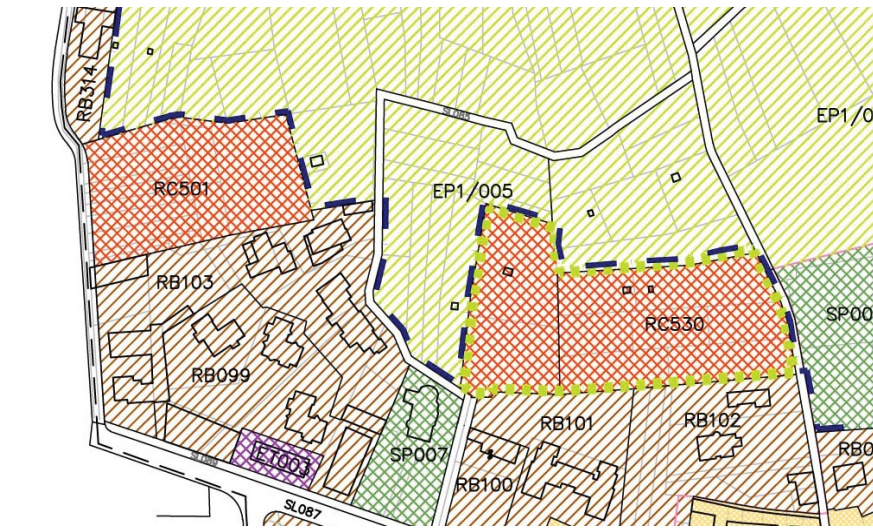 RB314
SL085
EP1/0
RC501
EP1/005
RB103
SP00
RC530
RB099
RB101
RB102
SP007
ET003
RB0
RB100
SL087